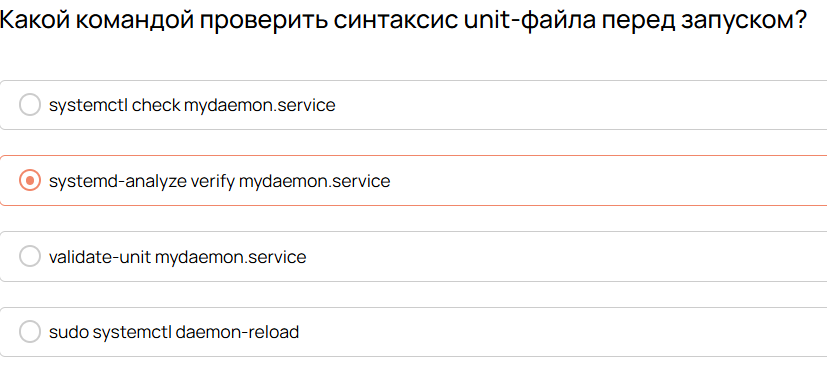 Какой командой проверить синтаксис unit-файла перед запуском?
systemctl check mydaemon.service
systemd-analyze verify mydaemon.service
validate-unit mydaemon.service
sudo systemctl daemon-reload